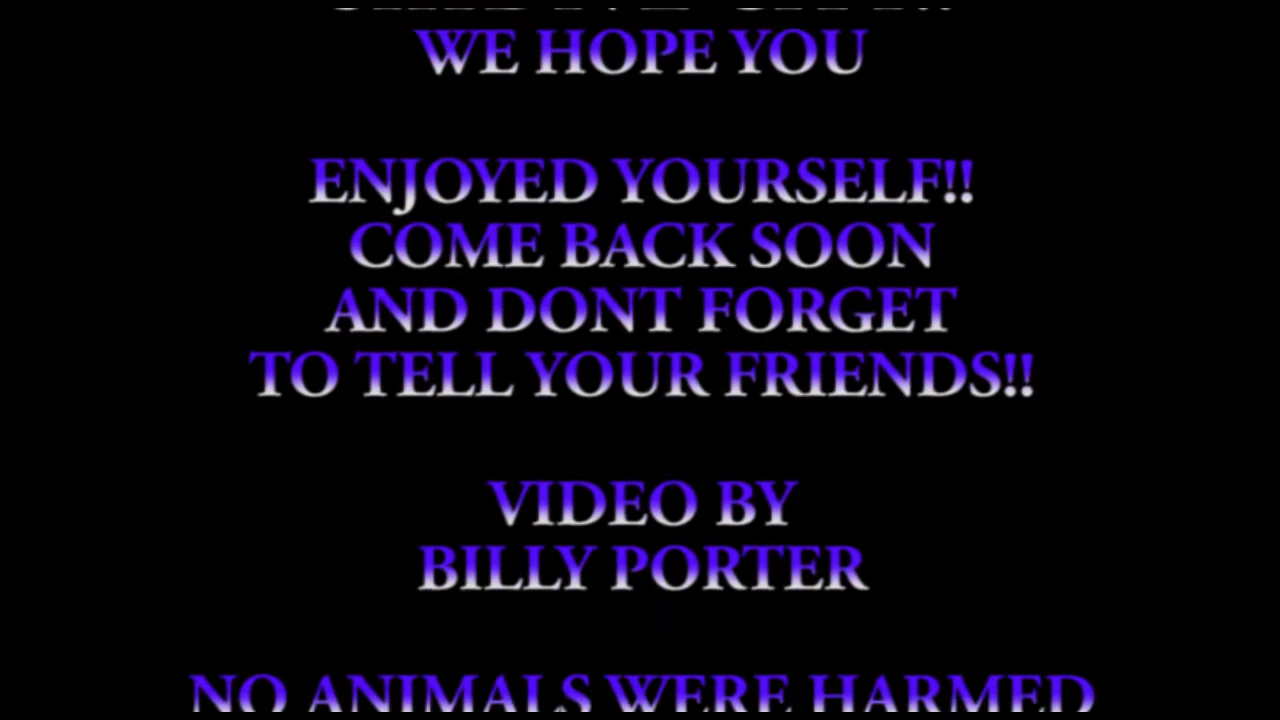 WE HOPE YOU
ENJOYED YOURSELF!!
COME BACK SOON
AND DONT FORGET
TO TELL YOUR FRIENDS!!
VIDEO BY
BILLY PORTER
NO ANIMALS WERE HARMED